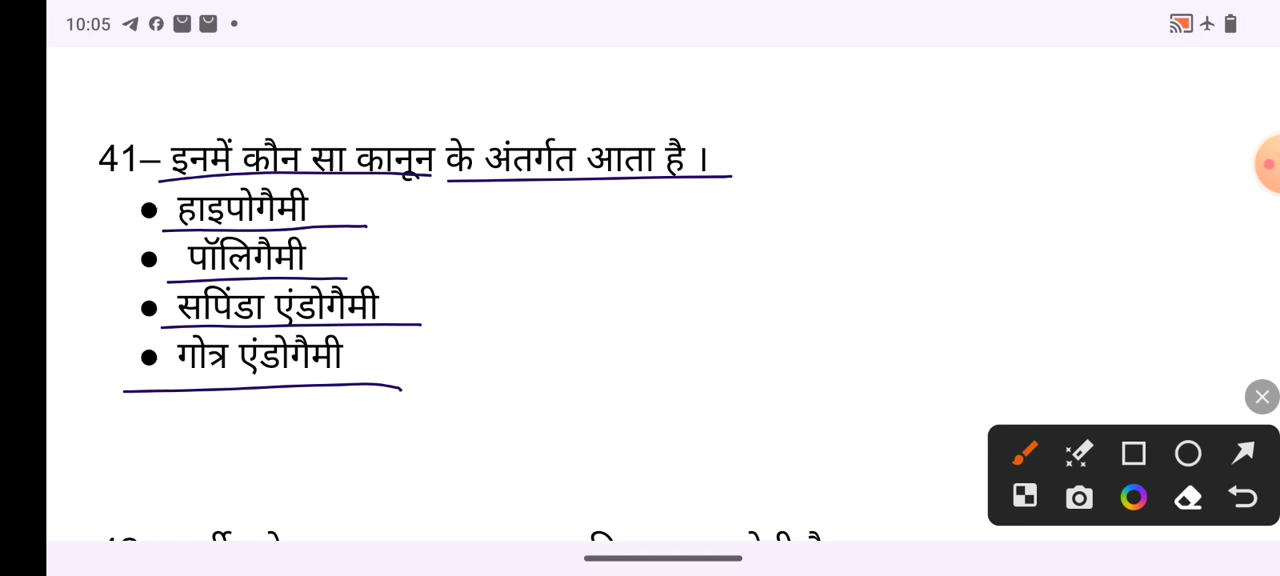 10:05
41– इनमें कौन सा कानून के अंतर्गत आता है ।
● हाइपोगैमी
● पॉलिगैमी
● सपिंडा एंडोगैमी
● गोत्र एंडोगैमी